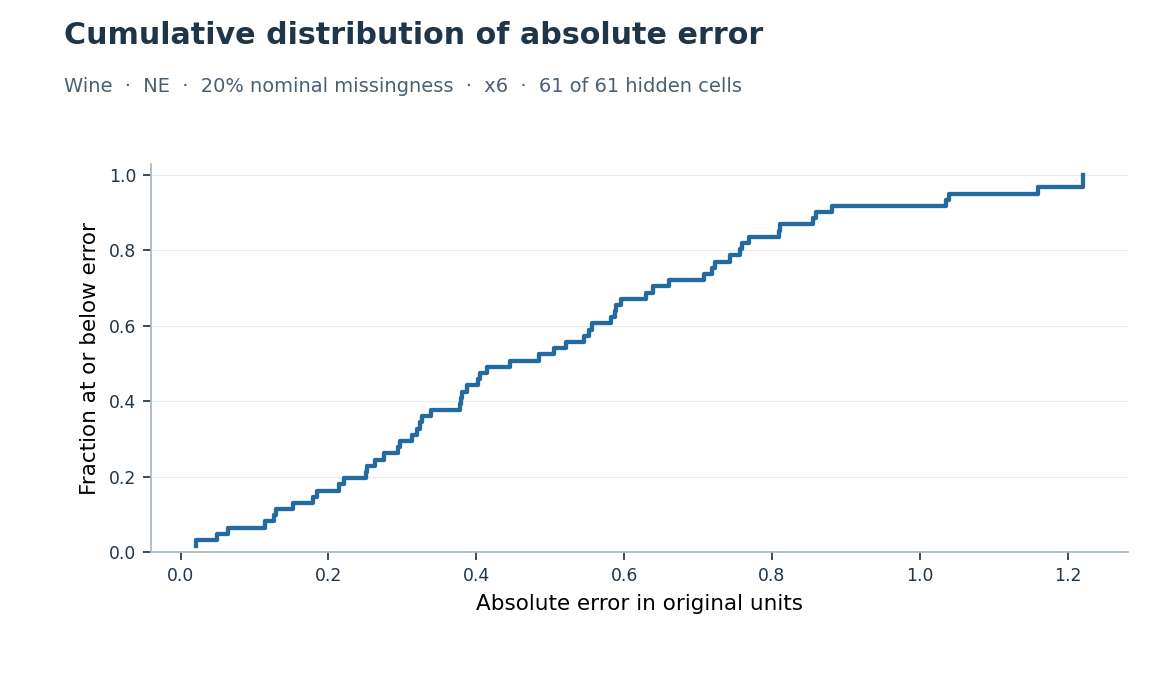 Cumulative distribution of absolute error
Wine · NE · 20% nominal missingness · x6 · 61 of 61 hidden cells
Fraction at or below error
1.0
0.8
0.6
0.4
0.2
0.0
0.0 0.2 0.4 0.6 0.8 1.0 1.2
Absolute error in original units